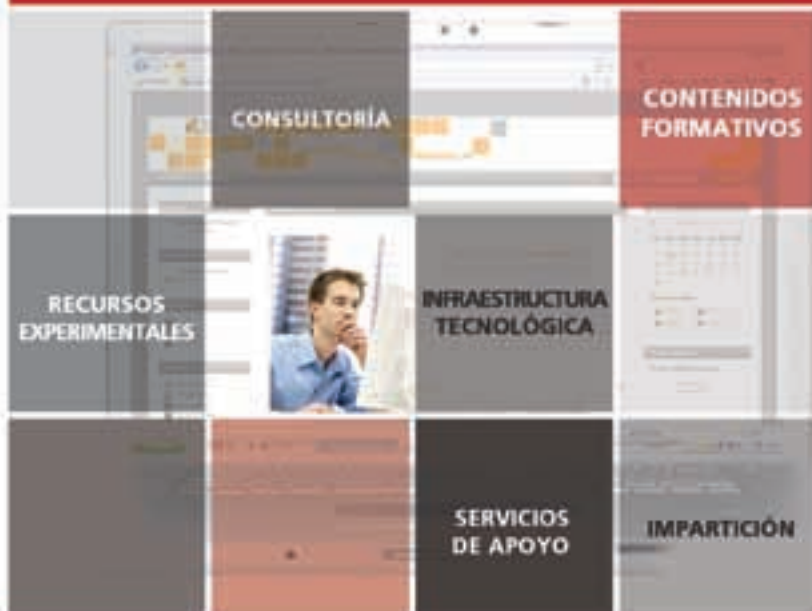 CONSULTORÍA
CONTENIDOS
FORMATIVOS
RECURSOS
EXPERIMENTALES
INFRAESTRUCTURA
TECNOLÓGICA
SERVICIOS
DE APOYO
IMPARTICIÓN